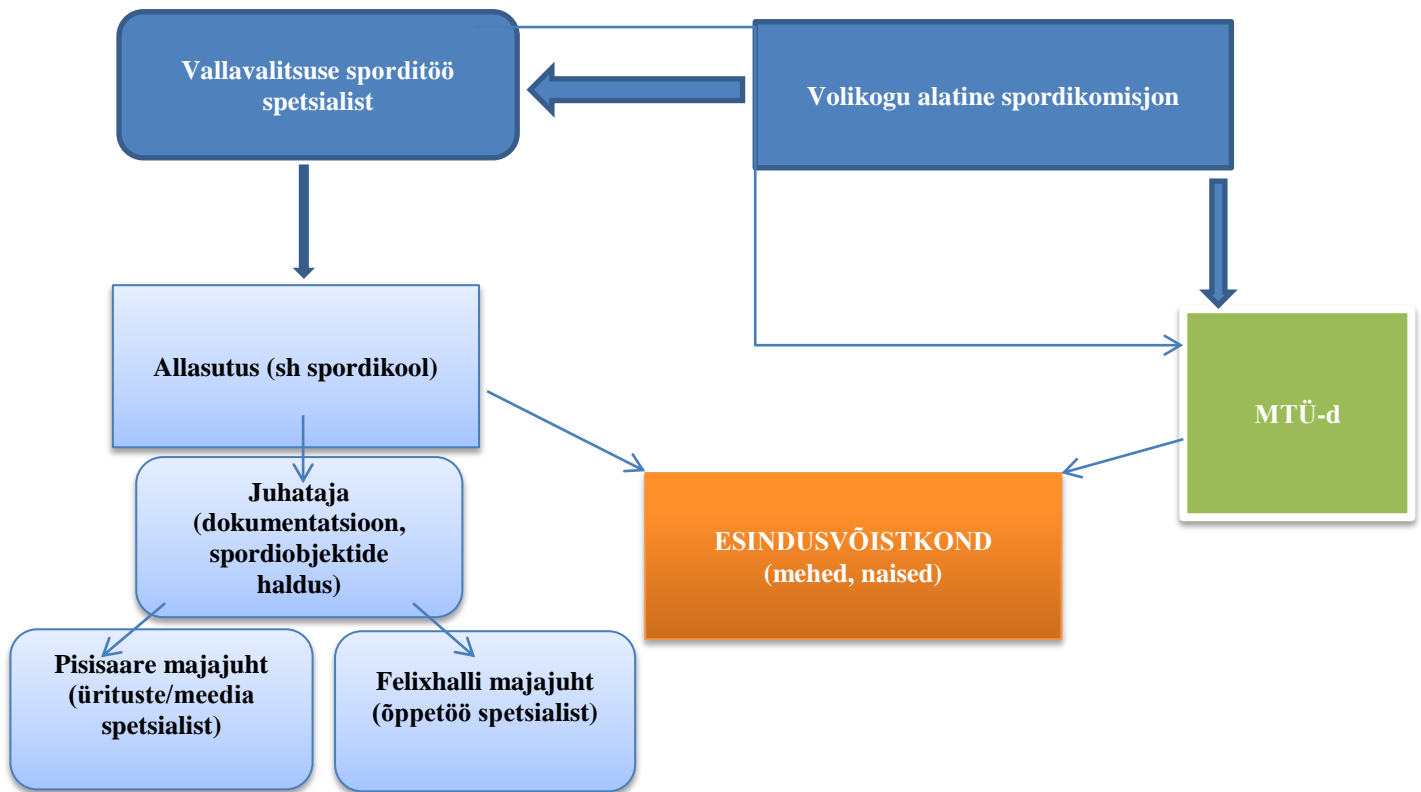 Vallavalitsuse sporditöö
spetsialist
Volikogu alatine spordikomisjon
Allasutus (sh spordikool)
MTÜ-d
Juhataja
(dokumentatsioon,
spordiobjektide
haldus)
ESINDUSVÕISTKOND
(mehed, naised)
Pisisaare majajuht
(ürituste/meedia
spetsialist)
Felixhalli majajuht
(õppetöö spetsialist)